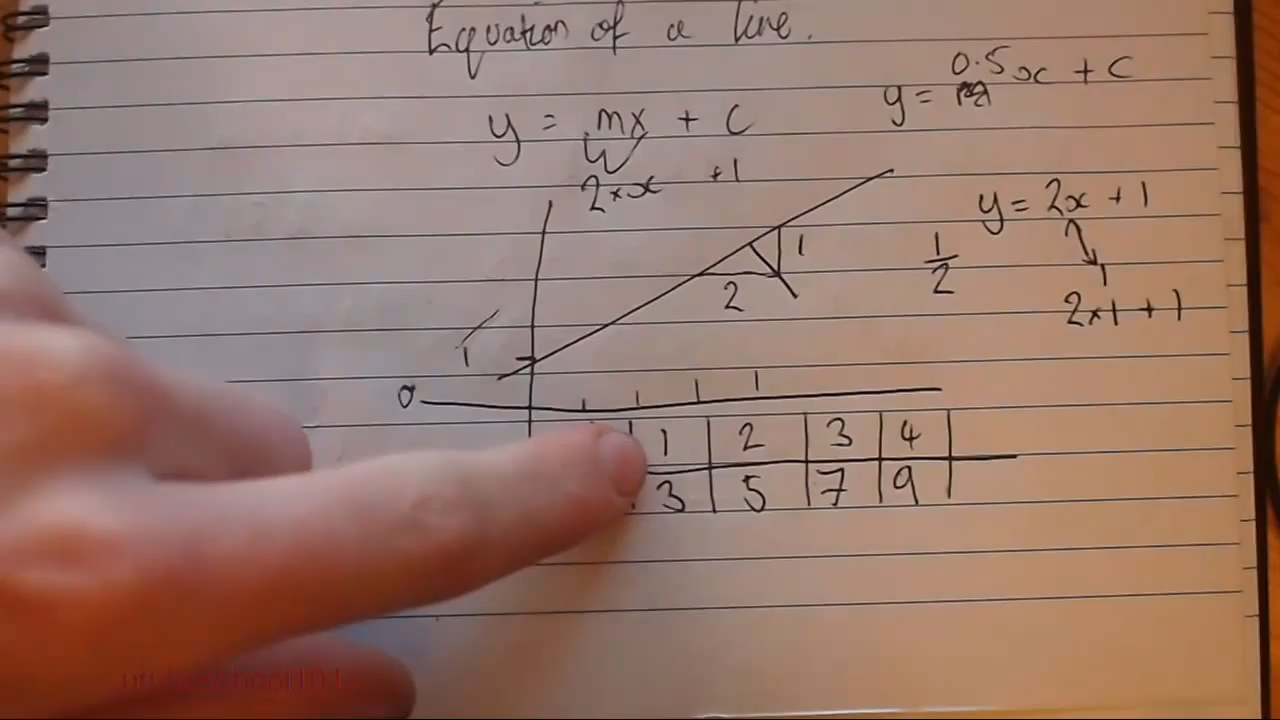 Equation of a line.
0.5x + c
y =
y = mx + c
2×x +1
y = 2x + 1
1
1
2
2
1
2×1 + 1
1
0
1 2 3 4
3 5 7 9